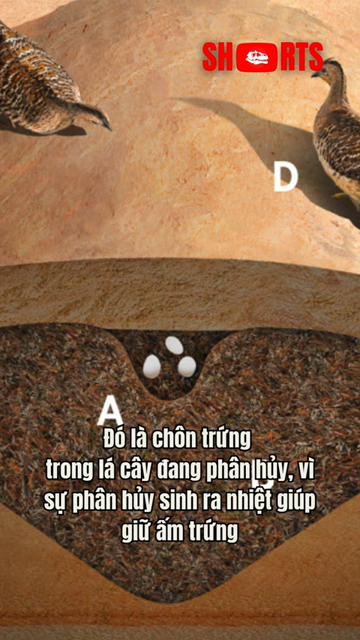 SHORTS
D
A
Đó là chôn trứng
trong lá cây đang phân hủy, vì
sự phân hủy sinh ra nhiệt giúp
giữ ấm trứng